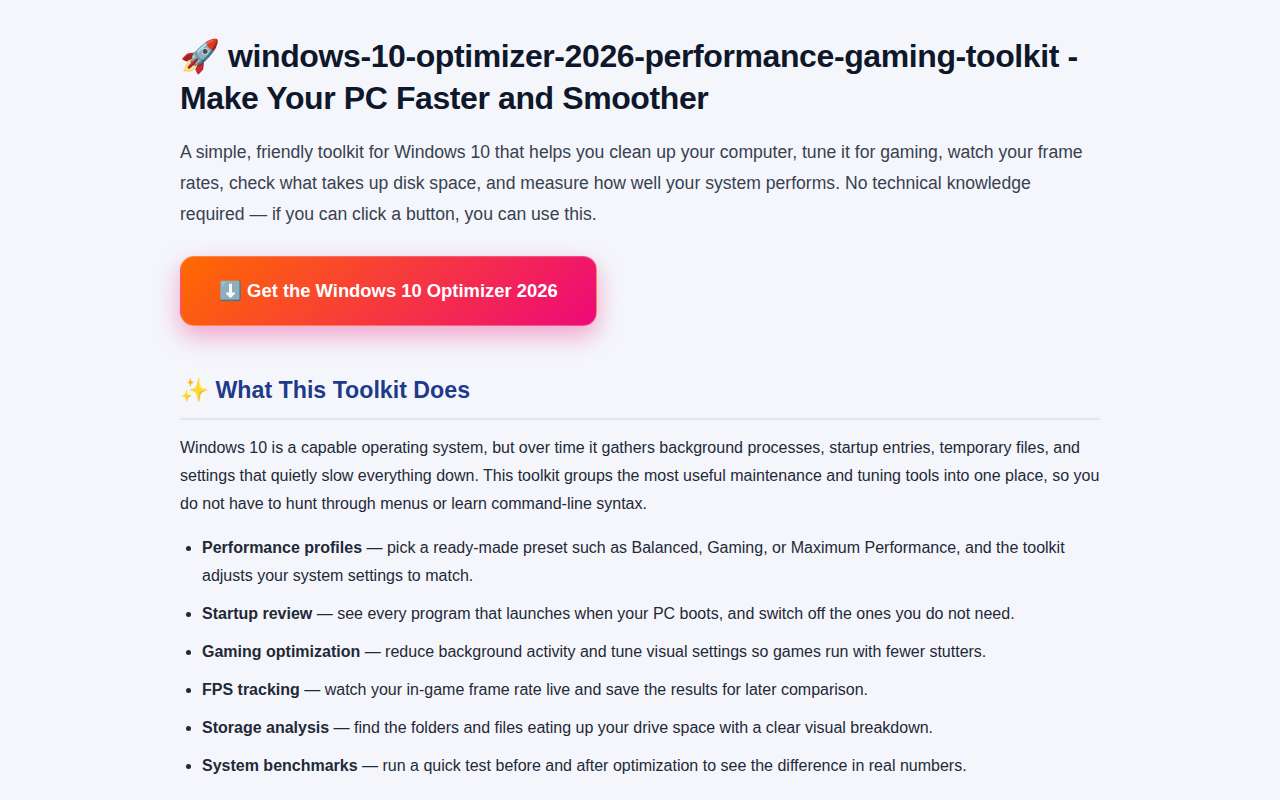 🚀 windows-10-optimizer-2026-performance-gaming-toolkit -
Make Your PC Faster and Smoother
A simple, friendly toolkit for Windows 10 that helps you clean up your computer, tune it for gaming, watch your frame
rates, check what takes up disk space, and measure how well your system performs. No technical knowledge
required — if you can click a button, you can use this.
⬇️ Get the Windows 10 Optimizer 2026
✨ What This Toolkit Does
Windows 10 is a capable operating system, but over time it gathers background processes, startup entries, temporary files, and
settings that quietly slow everything down. This toolkit groups the most useful maintenance and tuning tools into one place, so you
do not have to hunt through menus or learn command-line syntax.
• Performance profiles — pick a ready-made preset such as Balanced, Gaming, or Maximum Performance, and the toolkit
adjusts your system settings to match.
• Startup review — see every program that launches when your PC boots, and switch off the ones you do not need.
• Gaming optimization — reduce background activity and tune visual settings so games run with fewer stutters.
• FPS tracking — watch your in-game frame rate live and save the results for later comparison.
• Storage analysis — find the folders and files eating up your drive space with a clear visual breakdown.
• System benchmarks — run a quick test before and after optimization to see the difference in real numbers.